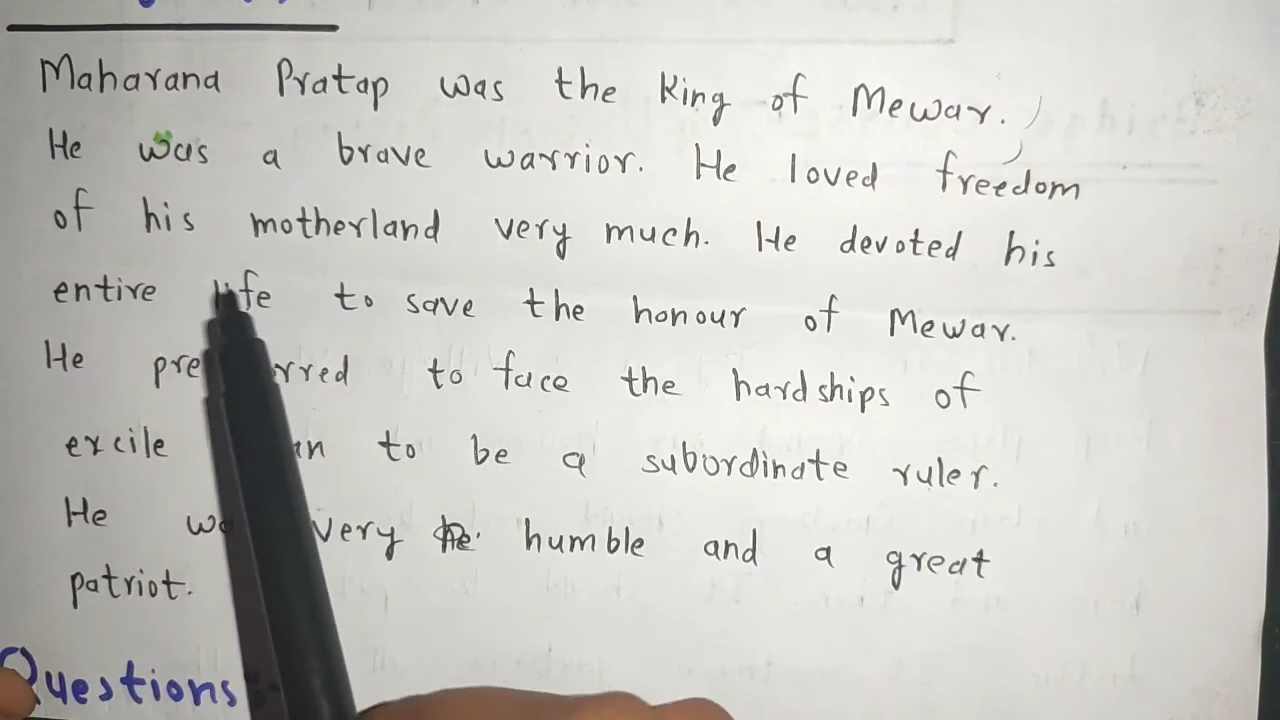 Maharana Pratap was the King of Mewar.
He was a brave warrior. He loved freedom
of his motherland very much. He devoted his
entire life to save the honour of Mewar.
He to face the hardships of
excile to be a subordinate ruler.
He very humble and a great
patriot.
Questions